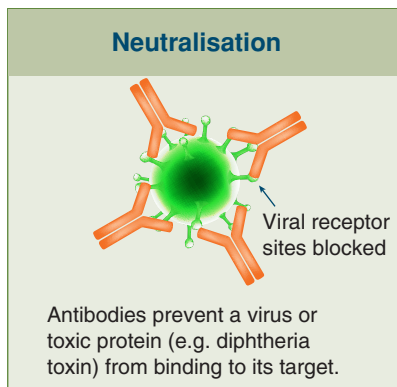 Neutralisation
Viral receptor
sites blocked
Antibodies prevent a virus or
toxic protein (e.g. diphtheria
toxin) from binding to its target.